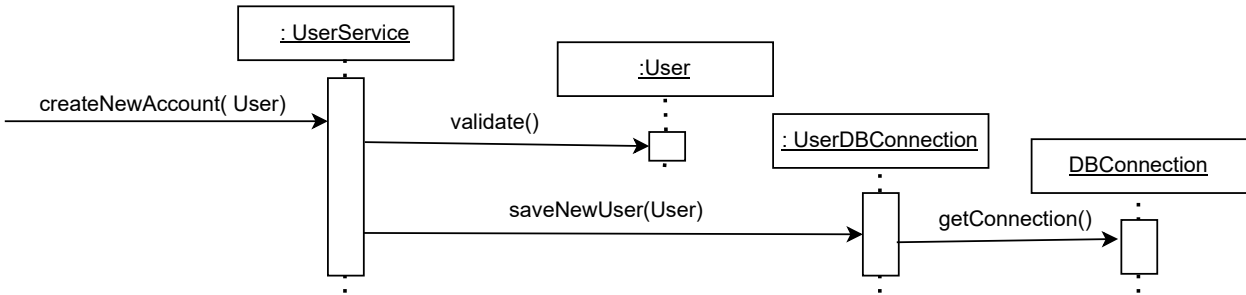 : UserService
:User
createNewAccount( User)
validate()
: UserDBConnection
DBConnection
saveNewUser(User)
getConnection()